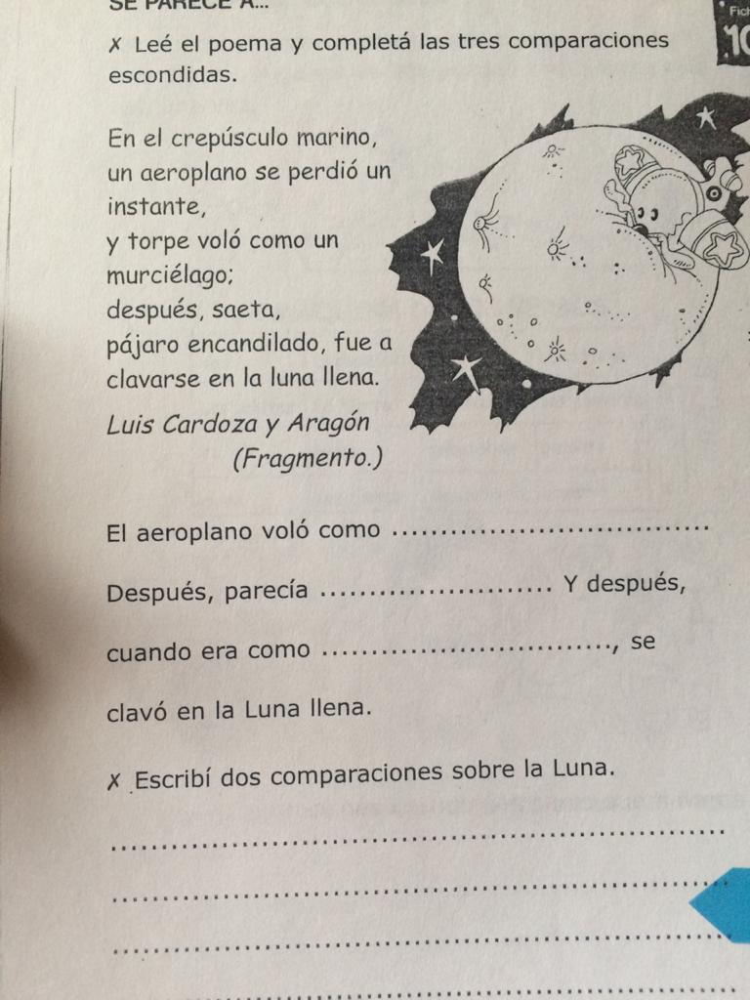 SE PARECE A...
✗ Leé el poema y completá las tres comparaciones
escondidas.
En el crepúsculo marino,
un aeroplano se perdió un
instante,
y torpe voló como un
murciélago;
después, saeta,
pájaro encandilado, fue a
clavarse en la luna llena.
Luis Cardoza y Aragón
(Fragmento.)
El aeroplano voló como ...............................
Después, parecía ....................... Y después,
cuando era como ............................, se
clavó en la Luna llena.
✗ Escribí dos comparaciones sobre la Luna.